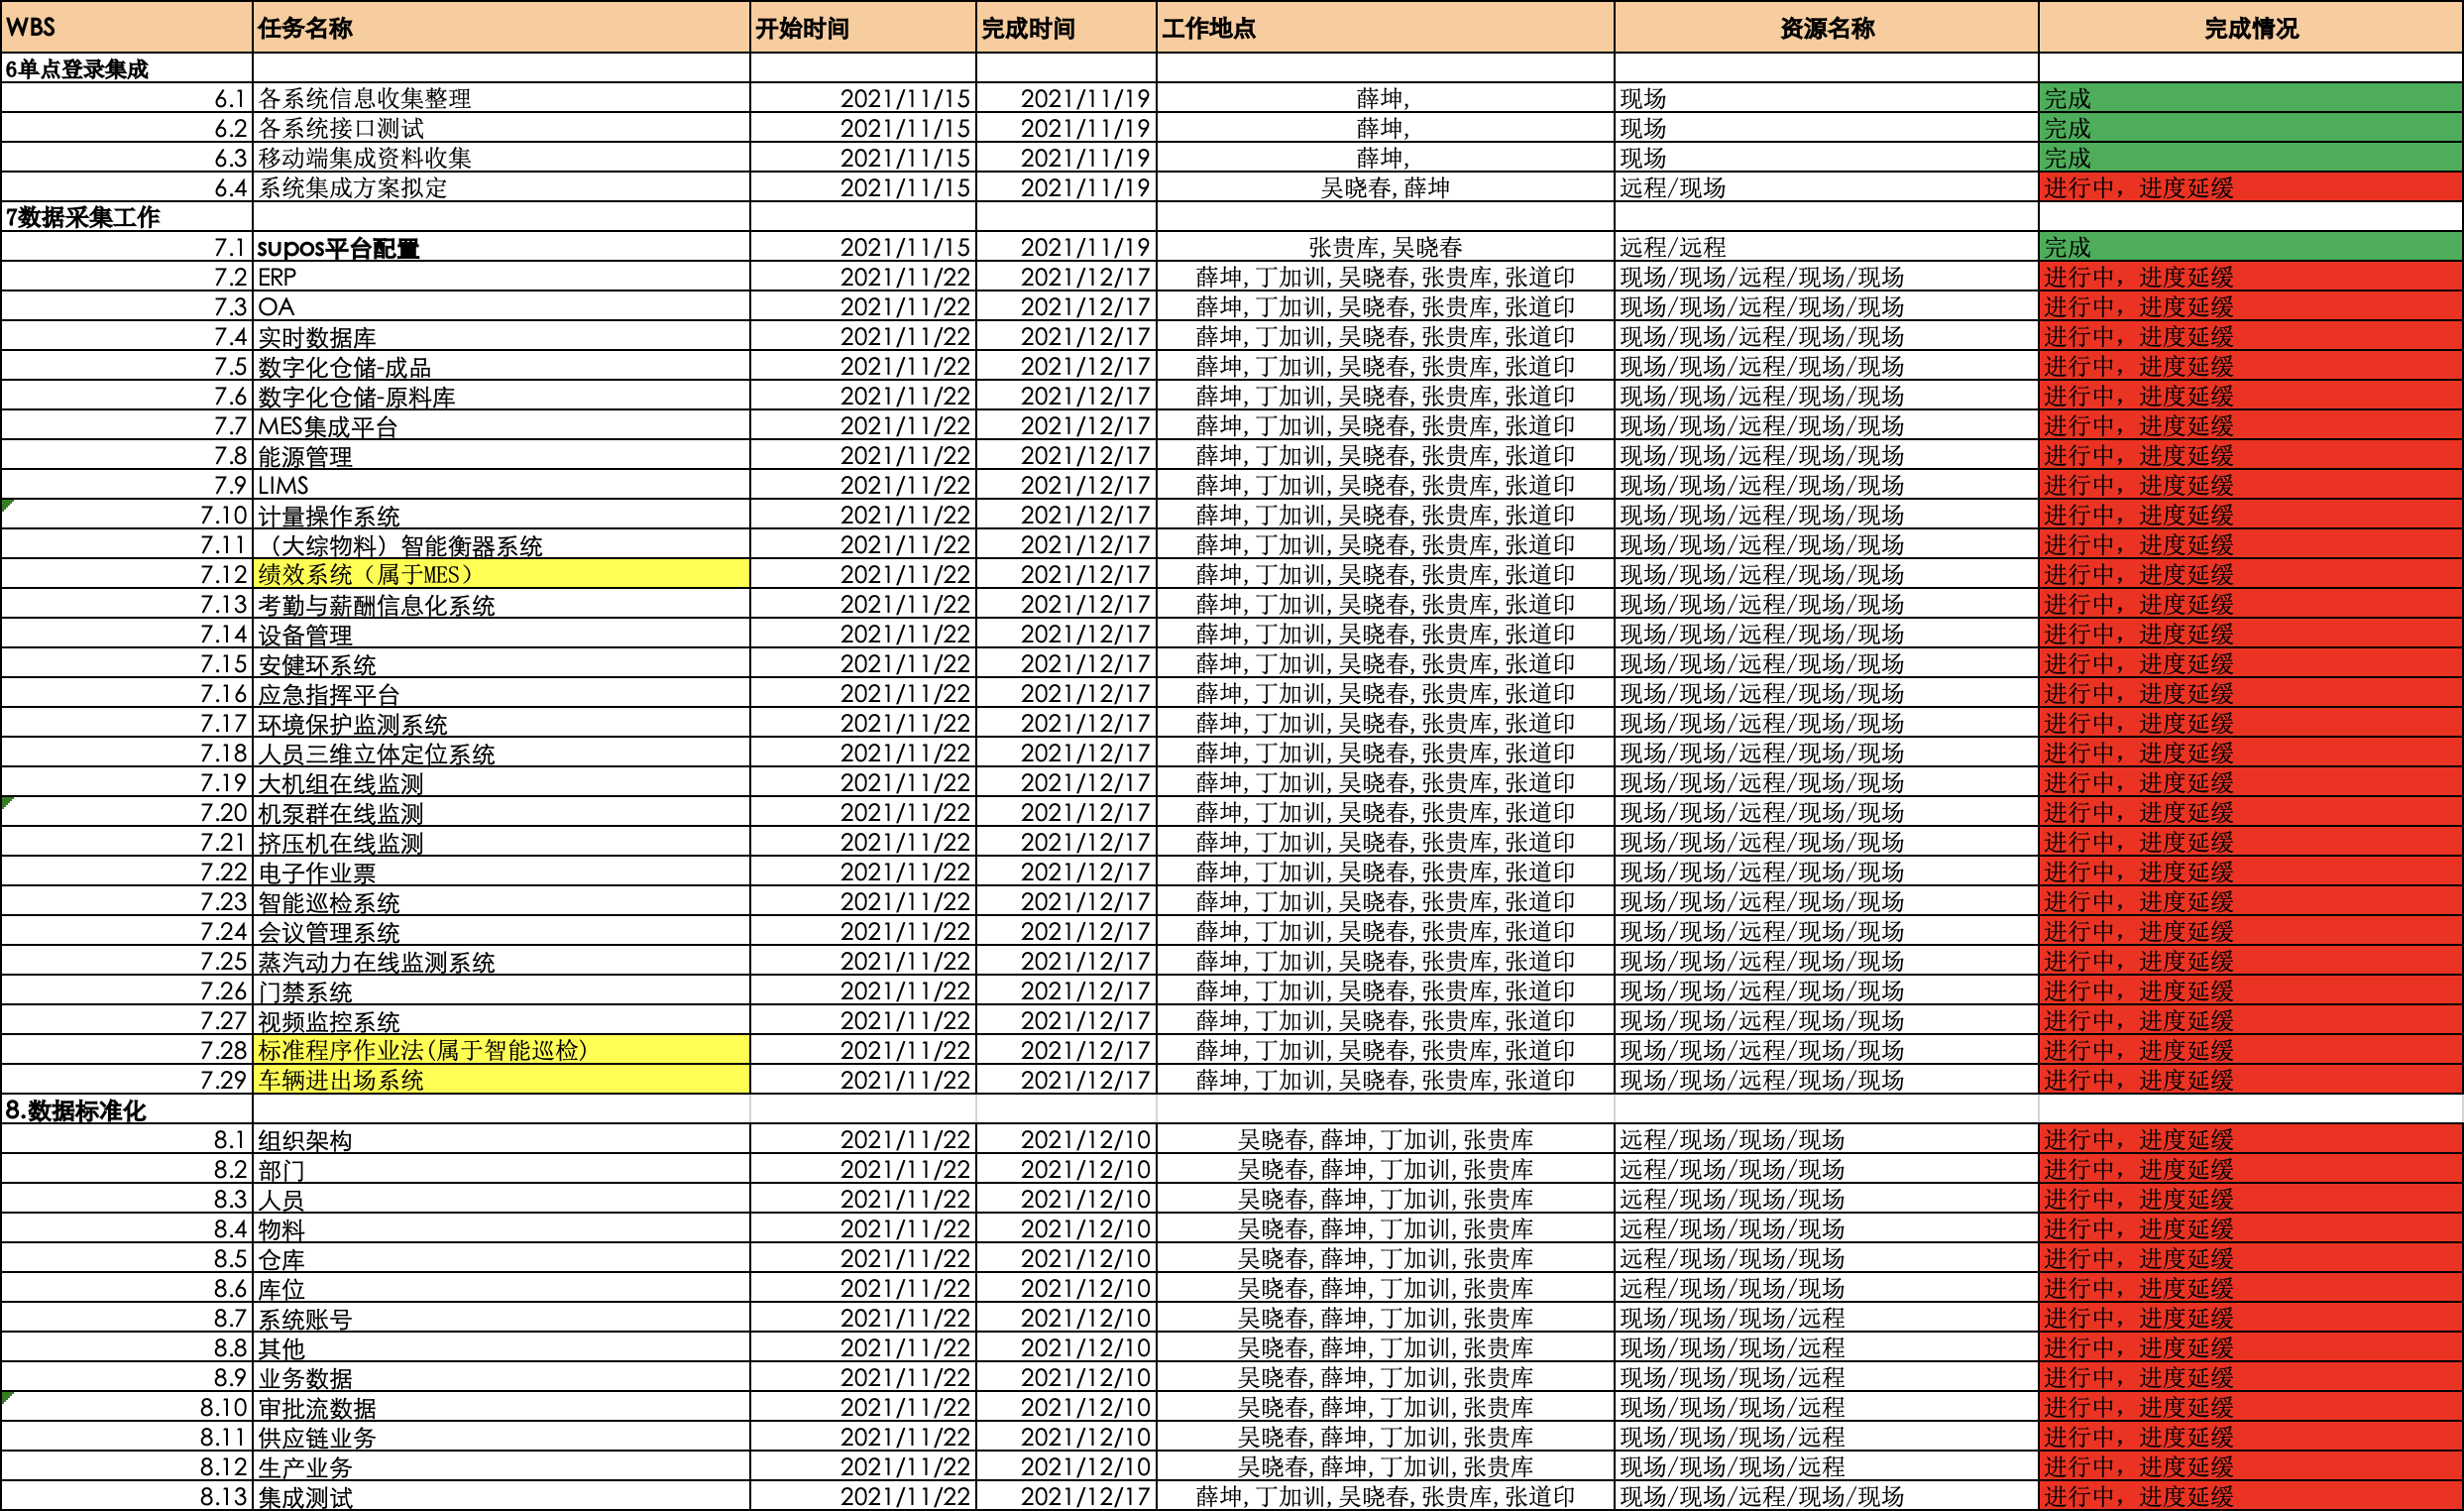 WBS 任务名称 开始时间 完成时间 工作地点 资源名称 完成情况
6单点登录集成
6.1 各系统信息收集整理 2021/11/15 2021/11/19 薛坤, 现场 完成
6.2 各系统接口测试 2021/11/15 2021/11/19 薛坤, 现场 完成
6.3 移动端集成资料收集 2021/11/15 2021/11/19 薛坤, 现场 完成
6.4 系统集成方案拟定 2021/11/15 2021/11/19 吴晓春,薛坤 远程/现场 进行中，进度延缓
7数据采集工作
7.1 supos平台配置 2021/11/15 2021/11/19 张贵库,吴晓春 远程/远程 完成
7.2 ERP 2021/11/22 2021/12/17 薛坤,丁加训,吴晓春,张贵库,张道印 现场/现场/远程/现场/现场 进行中，进度延缓
7.3 OA 2021/11/22 2021/12/17 薛坤,丁加训,吴晓春,张贵库,张道印 现场/现场/远程/现场/现场 进行中，进度延缓
7.4 实时数据库 2021/11/22 2021/12/17 薛坤,丁加训,吴晓春,张贵库,张道印 现场/现场/远程/现场/现场 进行中，进度延缓
7.5 数字化仓储-成品 2021/11/22 2021/12/17 薛坤,丁加训,吴晓春,张贵库,张道印 现场/现场/远程/现场/现场 进行中，进度延缓
7.6 数字化仓储-原料库 2021/11/22 2021/12/17 薛坤,丁加训,吴晓春,张贵库,张道印 现场/现场/远程/现场/现场 进行中，进度延缓
7.7 MES集成平台 2021/11/22 2021/12/17 薛坤,丁加训,吴晓春,张贵库,张道印 现场/现场/远程/现场/现场 进行中，进度延缓
7.8 能源管理 2021/11/22 2021/12/17 薛坤,丁加训,吴晓春,张贵库,张道印 现场/现场/远程/现场/现场 进行中，进度延缓
7.9 LIMS 2021/11/22 2021/12/17 薛坤,丁加训,吴晓春,张贵库,张道印 现场/现场/远程/现场/现场 进行中，进度延缓
7.10 计量操作系统 2021/11/22 2021/12/17 薛坤,丁加训,吴晓春,张贵库,张道印 现场/现场/远程/现场/现场 进行中，进度延缓
7.11 （大综物料）智能衡器系统 2021/11/22 2021/12/17 薛坤,丁加训,吴晓春,张贵库,张道印 现场/现场/远程/现场/现场 进行中，进度延缓
7.12 绩效系统（属于MES） 2021/11/22 2021/12/17 薛坤,丁加训,吴晓春,张贵库,张道印 现场/现场/远程/现场/现场 进行中，进度延缓
7.13 考勤与薪酬信息化系统 2021/11/22 2021/12/17 薛坤,丁加训,吴晓春,张贵库,张道印 现场/现场/远程/现场/现场 进行中，进度延缓
7.14 设备管理 2021/11/22 2021/12/17 薛坤,丁加训,吴晓春,张贵库,张道印 现场/现场/远程/现场/现场 进行中，进度延缓
7.15 安健环系统 2021/11/22 2021/12/17 薛坤,丁加训,吴晓春,张贵库,张道印 现场/现场/远程/现场/现场 进行中，进度延缓
7.16 应急指挥平台 2021/11/22 2021/12/17 薛坤,丁加训,吴晓春,张贵库,张道印 现场/现场/远程/现场/现场 进行中，进度延缓
7.17 环境保护监测系统 2021/11/22 2021/12/17 薛坤,丁加训,吴晓春,张贵库,张道印 现场/现场/远程/现场/现场 进行中，进度延缓
7.18 人员三维立体定位系统 2021/11/22 2021/12/17 薛坤,丁加训,吴晓春,张贵库,张道印 现场/现场/远程/现场/现场 进行中，进度延缓
7.19 大机组在线监测 2021/11/22 2021/12/17 薛坤,丁加训,吴晓春,张贵库,张道印 现场/现场/远程/现场/现场 进行中，进度延缓
7.20 机泵群在线监测 2021/11/22 2021/12/17 薛坤,丁加训,吴晓春,张贵库,张道印 现场/现场/远程/现场/现场 进行中，进度延缓
7.21 挤压机在线监测 2021/11/22 2021/12/17 薛坤,丁加训,吴晓春,张贵库,张道印 现场/现场/远程/现场/现场 进行中，进度延缓
7.22 电子作业票 2021/11/22 2021/12/17 薛坤,丁加训,吴晓春,张贵库,张道印 现场/现场/远程/现场/现场 进行中，进度延缓
7.23 智能巡检系统 2021/11/22 2021/12/17 薛坤,丁加训,吴晓春,张贵库,张道印 现场/现场/远程/现场/现场 进行中，进度延缓
7.24 会议管理系统 2021/11/22 2021/12/17 薛坤,丁加训,吴晓春,张贵库,张道印 现场/现场/远程/现场/现场 进行中，进度延缓
7.25 蒸汽动力在线监测系统 2021/11/22 2021/12/17 薛坤,丁加训,吴晓春,张贵库,张道印 现场/现场/远程/现场/现场 进行中，进度延缓
7.26 门禁系统 2021/11/22 2021/12/17 薛坤,丁加训,吴晓春,张贵库,张道印 现场/现场/远程/现场/现场 进行中，进度延缓
7.27 视频监控系统 2021/11/22 2021/12/17 薛坤,丁加训,吴晓春,张贵库,张道印 现场/现场/远程/现场/现场 进行中，进度延缓
7.28 标准程序作业法(属于智能巡检) 2021/11/22 2021/12/17 薛坤,丁加训,吴晓春,张贵库,张道印 现场/现场/远程/现场/现场 进行中，进度延缓
7.29 车辆进出场系统 2021/11/22 2021/12/17 薛坤,丁加训,吴晓春,张贵库,张道印 现场/现场/远程/现场/现场 进行中，进度延缓
8.数据标准化
8.1 组织架构 2021/11/22 2021/12/10 吴晓春,薛坤,丁加训,张贵库 远程/现场/现场/现场 进行中，进度延缓
8.2 部门 2021/11/22 2021/12/10 吴晓春,薛坤,丁加训,张贵库 远程/现场/现场/现场 进行中，进度延缓
8.3 人员 2021/11/22 2021/12/10 吴晓春,薛坤,丁加训,张贵库 远程/现场/现场/现场 进行中，进度延缓
8.4 物料 2021/11/22 2021/12/10 吴晓春,薛坤,丁加训,张贵库 远程/现场/现场/现场 进行中，进度延缓
8.5 仓库 2021/11/22 2021/12/10 吴晓春,薛坤,丁加训,张贵库 远程/现场/现场/现场 进行中，进度延缓
8.6 库位 2021/11/22 2021/12/10 吴晓春,薛坤,丁加训,张贵库 远程/现场/现场/现场 进行中，进度延缓
8.7 系统账号 2021/11/22 2021/12/10 吴晓春,薛坤,丁加训,张贵库 现场/现场/现场/远程 进行中，进度延缓
8.8 其他 2021/11/22 2021/12/10 吴晓春,薛坤,丁加训,张贵库 现场/现场/现场/远程 进行中，进度延缓
8.9 业务数据 2021/11/22 2021/12/10 吴晓春,薛坤,丁加训,张贵库 现场/现场/现场/远程 进行中，进度延缓
8.10 审批流数据 2021/11/22 2021/12/10 吴晓春,薛坤,丁加训,张贵库 现场/现场/现场/远程 进行中，进度延缓
8.11 供应链业务 2021/11/22 2021/12/10 吴晓春,薛坤,丁加训,张贵库 现场/现场/现场/远程 进行中，进度延缓
8.12 生产业务 2021/11/22 2021/12/10 吴晓春,薛坤,丁加训,张贵库 现场/现场/现场/远程 进行中，进度延缓
8.13 集成测试 2021/11/22 2021/12/17 薛坤,丁加训,吴晓春,张贵库,张道印 现场/现场/远程/现场/现场 进行中，进度延缓